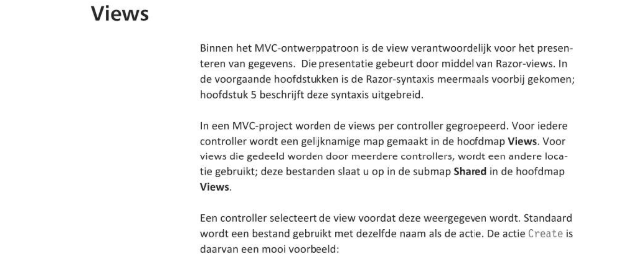 Views
Binnen het MVC-ontwerppatroon is de view verantwoordelijk voor het presen-
teren van gegevens. Die presentatie gebeurt door middel van Razor-views. In
de voorgaande hoofdstukken is de Razor-syntaxis meermaals voorbij gekomen;
hoofdstuk 5 beschrijft deze syntaxis uitgebreid.
In een MVC-project worden de views per controller gegroepeerd. Voor iedere
controller wordt een gelijknamige map gemaakt in de hoofdmap Views. Voor
views die gedeeld worden door meerdere controllers, wordt een andere loca-
tie gebruikt; deze bestanden slaat u op in de submap Shared in de hoofdmap
Views.
Een controller selecteert de view voordat deze weergegeven wordt. Standaard
wordt een bestand gebruikt met dezelfde naam als de actie. De actie Create is
daarvan een mooi voorbeeld: